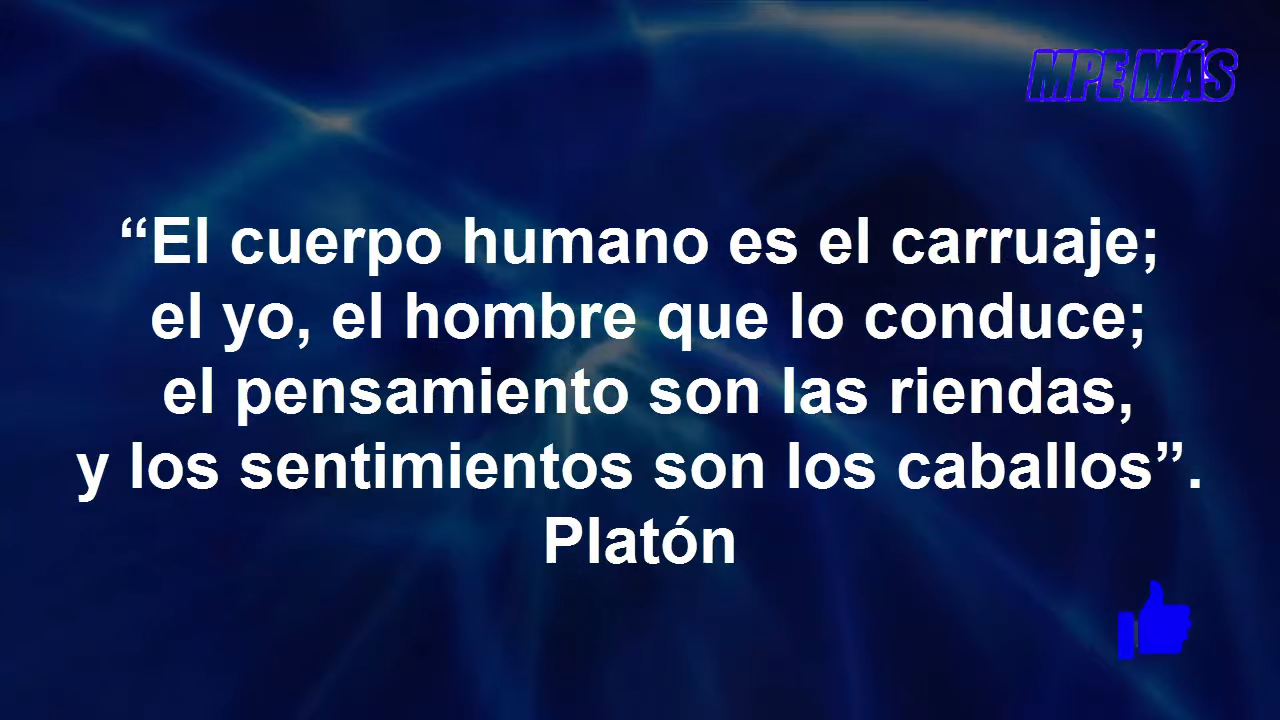 MPE MÁS
“El cuerpo humano es el carruaje;
el yo, el hombre que lo conduce;
el pensamiento son las riendas,
y los sentimientos son los caballos”.
Platón